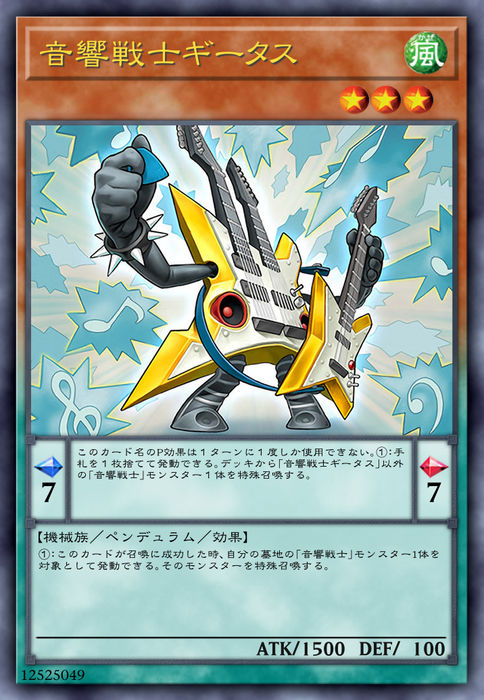 音響戦士ギータス
かぜ
風
このカード名のP効果は1ターンに1度しか使用できない。①:手
札を1枚捨てて発動できる。デッキから「音響戦士ギータス」以外
の「音響戦士」モンスター1体を特殊召喚する。
7
7
【機械族／ペンデュラム／効果】
①:このカードが召喚に成功した時、自分の墓地の「音響戦士」モンスター1体を
対象として発動できる。そのモンスターを特殊召喚する。
ATK/1500 DEF/ 100
12525049